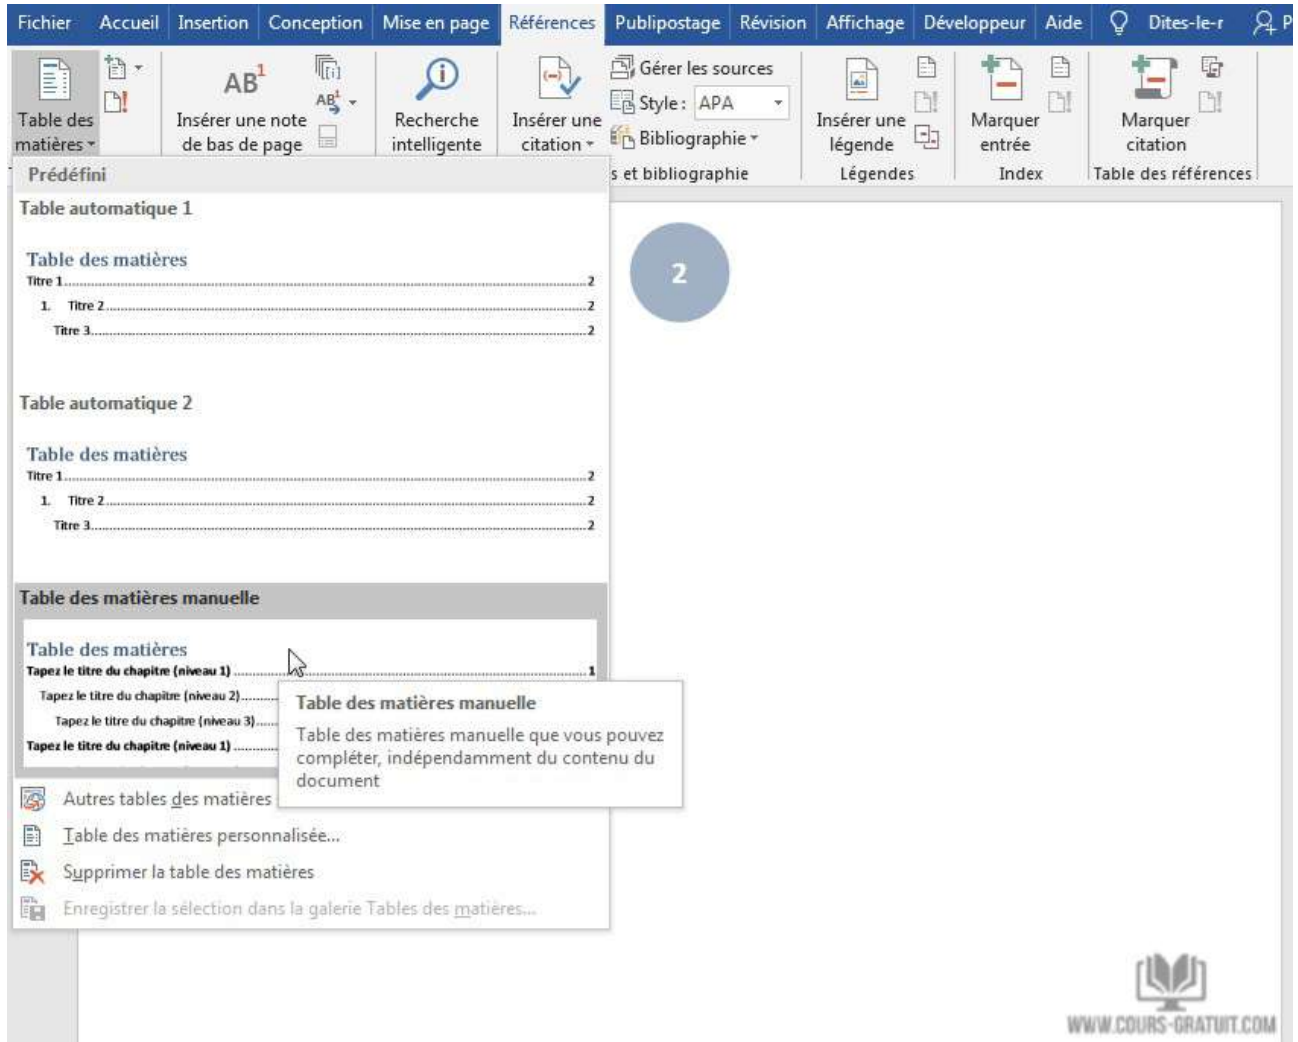 Fichier Accueil Insertion Conception Mise en page Références Publipostage Révision Affichage Développeur Aide Dites-le-r P
Table des matières
AB1
Insérer une note de bas de page
AB1
Recherche intelligente
Insérer une citation
Gérer les sources
Style : APA
Bibliographie
Insérer une légende
Marquer entrée
Marquer citation
s et bibliographie Légendes Index Table des références
Prédéfini
Table automatique 1
Table des matières
Titre 1 2
1. Titre 2 2
Titre 3 2
Table automatique 2
Table des matières
Titre 1 2
1. Titre 2 2
Titre 3 2
Table des matières manuelle
Table des matières
Tapez le titre du chapitre (niveau 1) 1
Tapez le titre du chapitre (niveau 2)
Tapez le titre du chapitre (niveau 3)
Tapez le titre du chapitre (niveau 1)
Table des matières manuelle
Table des matières manuelle que vous pouvez
compléter, indépendamment du contenu du
document
Autres tables des matières
Table des matières personnalisée...
Supprimer la table des matières
Enregistrer la sélection dans la galerie Tables des matières...
2
WWW.COURS-GRATUIT.COM